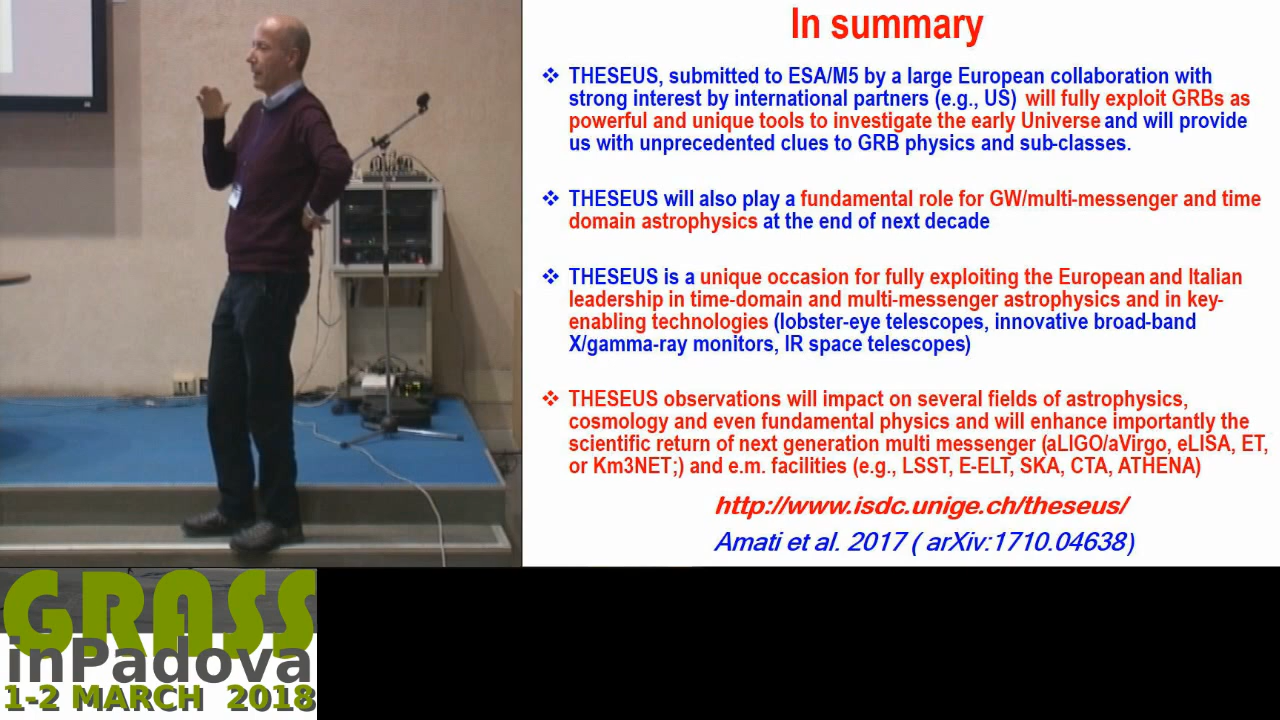 In summary
❖ THESEUS, submitted to ESA/M5 by a large European collaboration with
strong interest by international partners (e.g., US) will fully exploit GRBs as
powerful and unique tools to investigate the early Universe and will provide
us with unprecedented clues to GRB physics and sub-classes.
❖ THESEUS will also play a fundamental role for GW/multi-messenger and time
domain astrophysics at the end of next decade
❖ THESEUS is a unique occasion for fully exploiting the European and Italian
leadership in time-domain and multi-messenger astrophysics and in key-
enabling technologies (lobster-eye telescopes, innovative broad-band
X/gamma-ray monitors, IR space telescopes)
❖ THESEUS observations will impact on several fields of astrophysics,
cosmology and even fundamental physics and will enhance importantly the
scientific return of next generation multi messenger (aLIGO/aVirgo, eLISA, ET,
or Km3NET;) and e.m. facilities (e.g., LSST, E-ELT, SKA, CTA, ATHENA)
http://www.isdc.unige.ch/theseus/
Amati et al. 2017 ( arXiv:1710.04638)
GRASS
inPadova
1-2 MARCH 2018